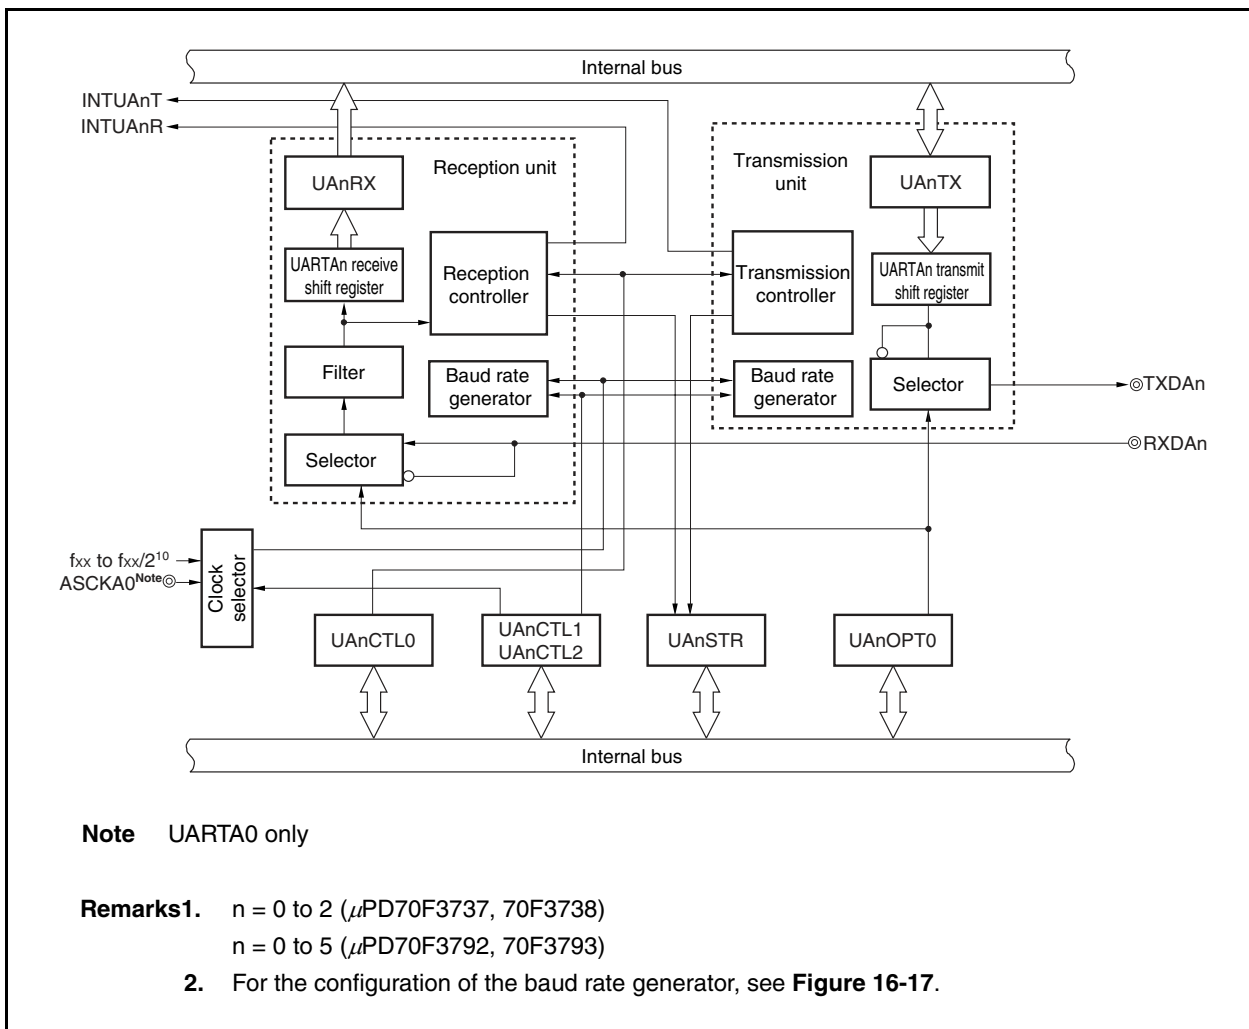 Internal bus
INTUAnT
INTUAnR
Reception unit
Transmission
unit
UAnRX
UAnTX
UARTAn receive
shift register
Reception
controller
Transmission
controller
UARTAn transmit
shift register
Filter
Baud rate
generator
Baud rate
generator
Selector
TXDAn
Selector
RXDAn
fxx to fxx/2¹⁰
ASCKA0Note
Clock
selector
UAnCTL0
UAnCTL1
UAnCTL2
UAnSTR
UAnOPT0
Internal bus
Note UARTA0 only
Remarks1. n = 0 to 2 (μPD70F3737, 70F3738)
n = 0 to 5 (μPD70F3792, 70F3793)
2. For the configuration of the baud rate generator, see Figure 16-17.